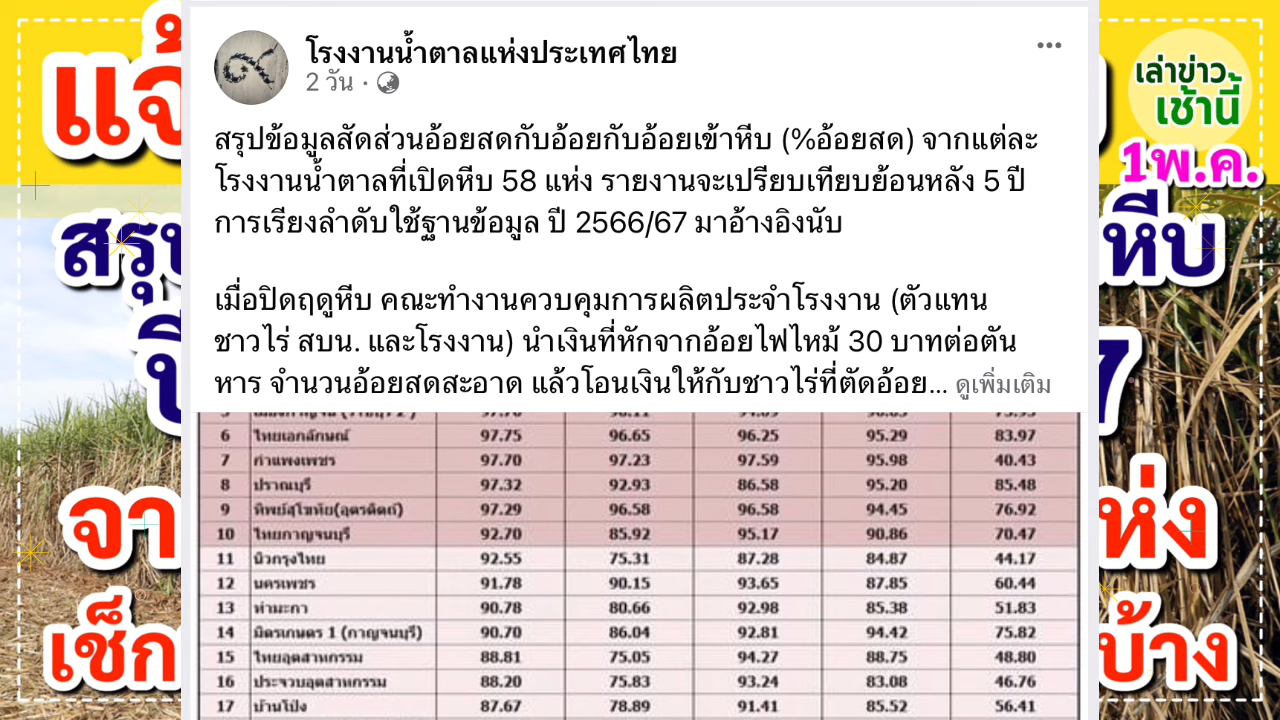 แจ้
สรุป
ปี
จา
เช็ก
โรงงานน้ำตาลแห่งประเทศไทย
2 วัน ·
สรุปข้อมูลสัดส่วนอ้อยสดกับอ้อยกับอ้อยเข้าหีบ (%อ้อยสด) จากแต่ละ
โรงงานน้ำตาลที่เปิดหีบ 58 แห่ง รายงานจะเปรียบเทียบย้อนหลัง 5 ปี
การเรียงลำดับใช้ฐานข้อมูล ปี 2566/67 มาอ้างอิงนับ
เมื่อปิดฤดูหีบ คณะทำงานควบคุมการผลิตประจำโรงงาน (ตัวแทน
ชาวไร่ สบน. และโรงงาน) นำเงินที่หักจากอ้อยไฟไหม้ 30 บาทต่อตัน
หาร จำนวนอ้อยสดสะอาด แล้วโอนเงินให้กับชาวไร่ที่ตัดอ้อย... ดูเพิ่มเติม
6 ไทยเอกลักษณ์ 97.75 96.65 96.25 95.29 83.97
7 กำแพงเพชร 97.70 97.23 97.59 95.98 40.43
8 ปราณบุรี 97.32 92.93 86.58 95.20 85.48
9 ทิพย์สุโขทัย(อุตรดิตถ์) 97.29 96.58 96.58 94.45 76.92
10 ไทยกาญจนบุรี 92.70 85.92 95.17 90.86 70.47
11 นิวกรุงไทย 92.55 75.31 87.28 84.87 44.17
12 นครเพชร 91.78 90.15 93.65 87.85 60.44
13 ท่ามะกา 90.78 80.66 92.98 85.38 51.83
14 มิตรเกษตร 1 (กาญจนบุรี) 90.70 86.04 92.81 94.42 75.82
15 ไทยอุตสาหกรรม 88.81 75.05 94.27 88.75 48.80
16 ประจวบอุตสาหกรรม 88.20 75.83 93.24 83.08 46.76
17 บ้านโป่ง 87.67 78.89 91.41 85.52 56.41
เล่าข่าว
เช้านี้
1พ.ค.
หีบ
7
ห่ง
บ้าง